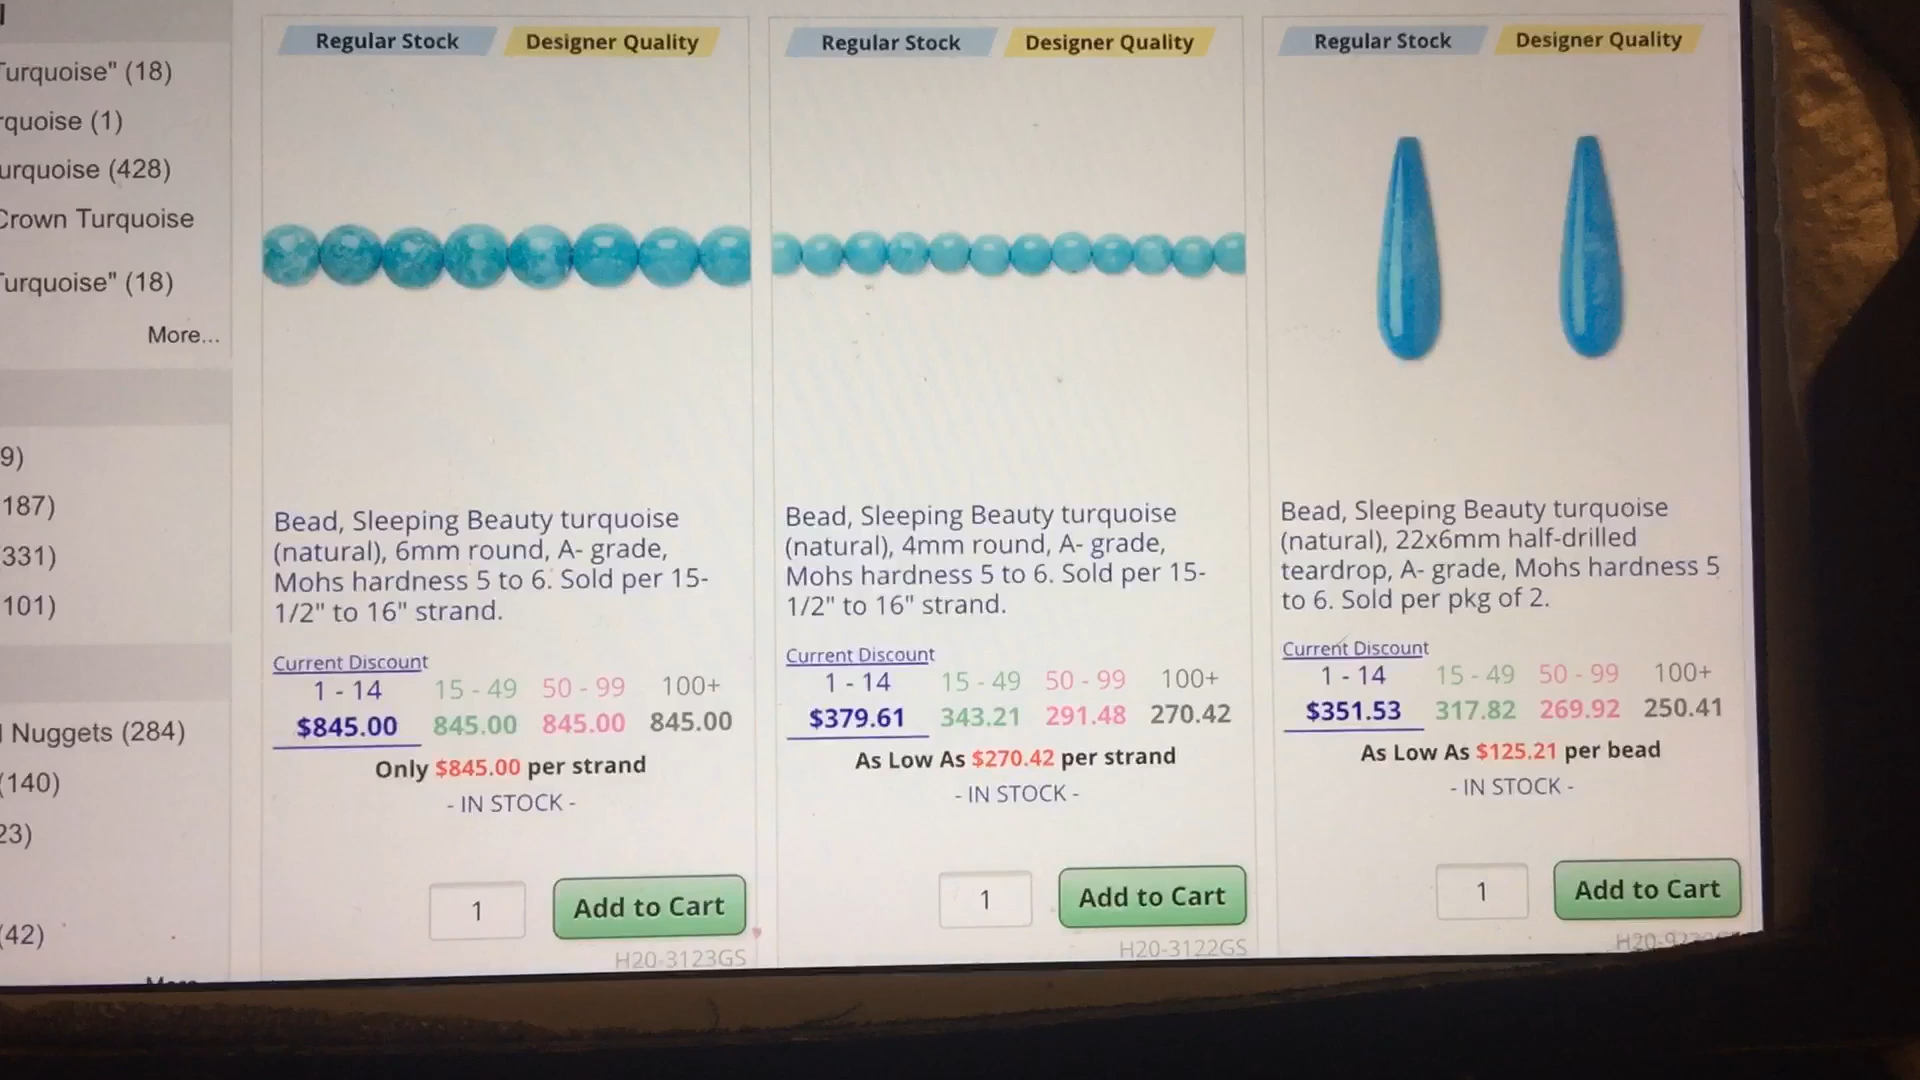 Turquoise" (18)
rquoise (1)
urquoise (428)
Crown Turquoise
Turquoise" (18)
More...
9)
187)
331)
101)
Nuggets (284)
(140)
23)
(42)
Regular Stock Designer Quality
Bead, Sleeping Beauty turquoise
(natural), 6mm round, A- grade,
Mohs hardness 5 to 6. Sold per 15-
1/2" to 16" strand.
Current Discount
1 - 14 15 - 49 50 - 99 100+
$845.00 845.00 845.00 845.00
Only $845.00 per strand
- IN STOCK -
1 Add to Cart
H20-3123GS
Regular Stock Designer Quality
Bead, Sleeping Beauty turquoise
(natural), 4mm round, A- grade,
Mohs hardness 5 to 6. Sold per 15-
1/2" to 16" strand.
Current Discount
1 - 14 15 - 49 50 - 99 100+
$379.61 343.21 291.48 270.42
As Low As $270.42 per strand
- IN STOCK -
1 Add to Cart
H20-3122GS
Regular Stock Designer Quality
Bead, Sleeping Beauty turquoise
(natural), 22x6mm half-drilled
teardrop, A- grade, Mohs hardness 5
to 6. Sold per pkg of 2.
Current Discount
1 - 14 15 - 49 50 - 99 100+
$351.53 317.82 269.92 250.41
As Low As $125.21 per bead
- IN STOCK -
1 Add to Cart